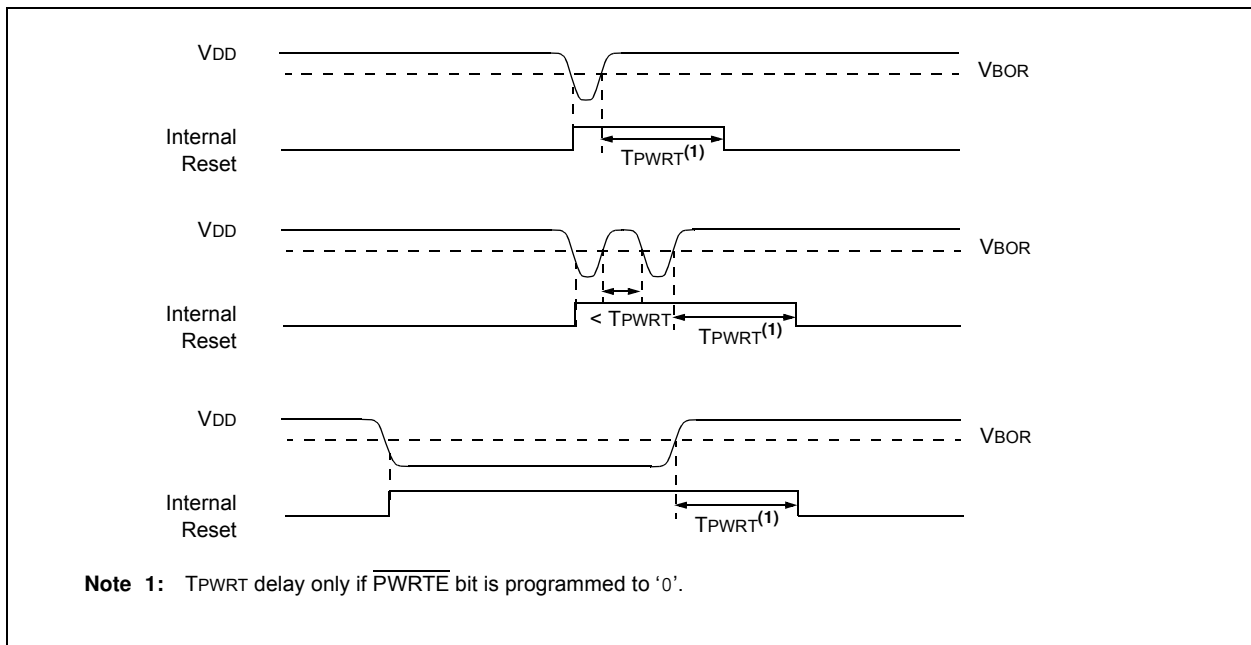 VDD
VBOR
Internal
Reset
TPWRT(1)
VDD
VBOR
Internal
Reset
< TPWRT
TPWRT(1)
VDD
VBOR
Internal
Reset
TPWRT(1)
Note 1: TPWRT delay only if PWRTE bit is programmed to ‘0’.